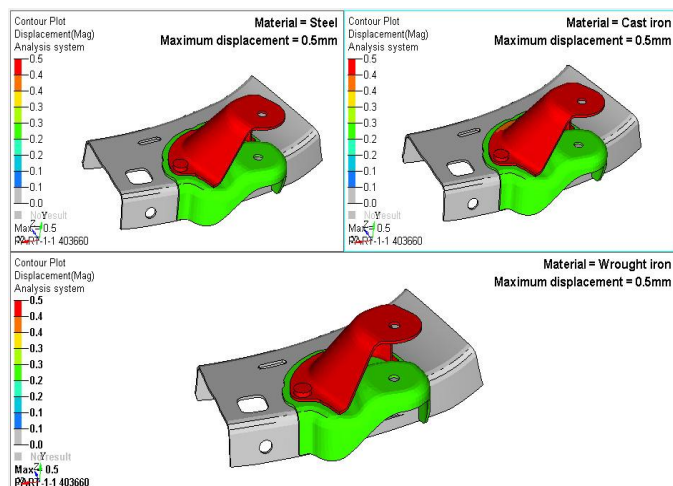 Contour Plot
Displacement(Mag)
Analysis system
0.5
0.4
0.4
0.3
0.3
0.2
0.2
0.1
0.1
0.0
No result
Max = 0.5
PART-1-1 403660
Z Y
X
Material = Steel
Maximum displacement = 0.5mm
Contour Plot
Displacement(Mag)
Analysis system
0.5
0.4
0.4
0.3
0.3
0.2
0.2
0.1
0.1
0.0
No result
Max = 0.5
PART-1-1 403660
Z Y
X
Material = Cast iron
Maximum displacement = 0.5mm
Contour Plot
Displacement(Mag)
Analysis system
0.5
0.4
0.4
0.3
0.3
0.2
0.2
0.1
0.1
0.0
No result
Max = 0.5
PART-1-1 403660
Z Y
X
Material = Wrought iron
Maximum displacement = 0.5mm